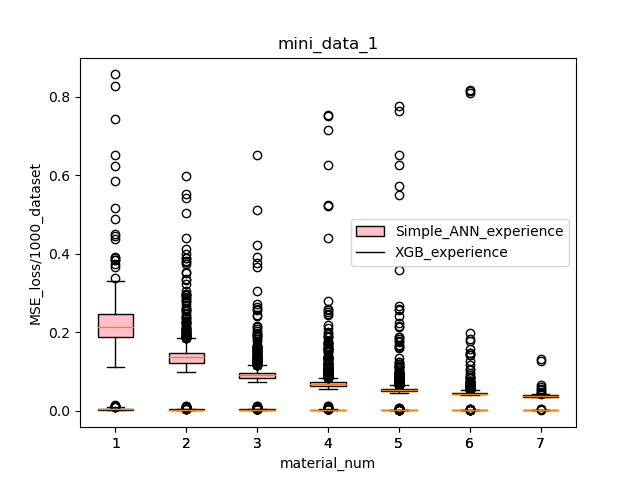 mini_data_1
MSE_loss/1000_dataset
0.8
0.6
0.4
0.2
0.0
Simple_ANN_experience
XGB_experience
1 2 3 4 5 6 7
material_num